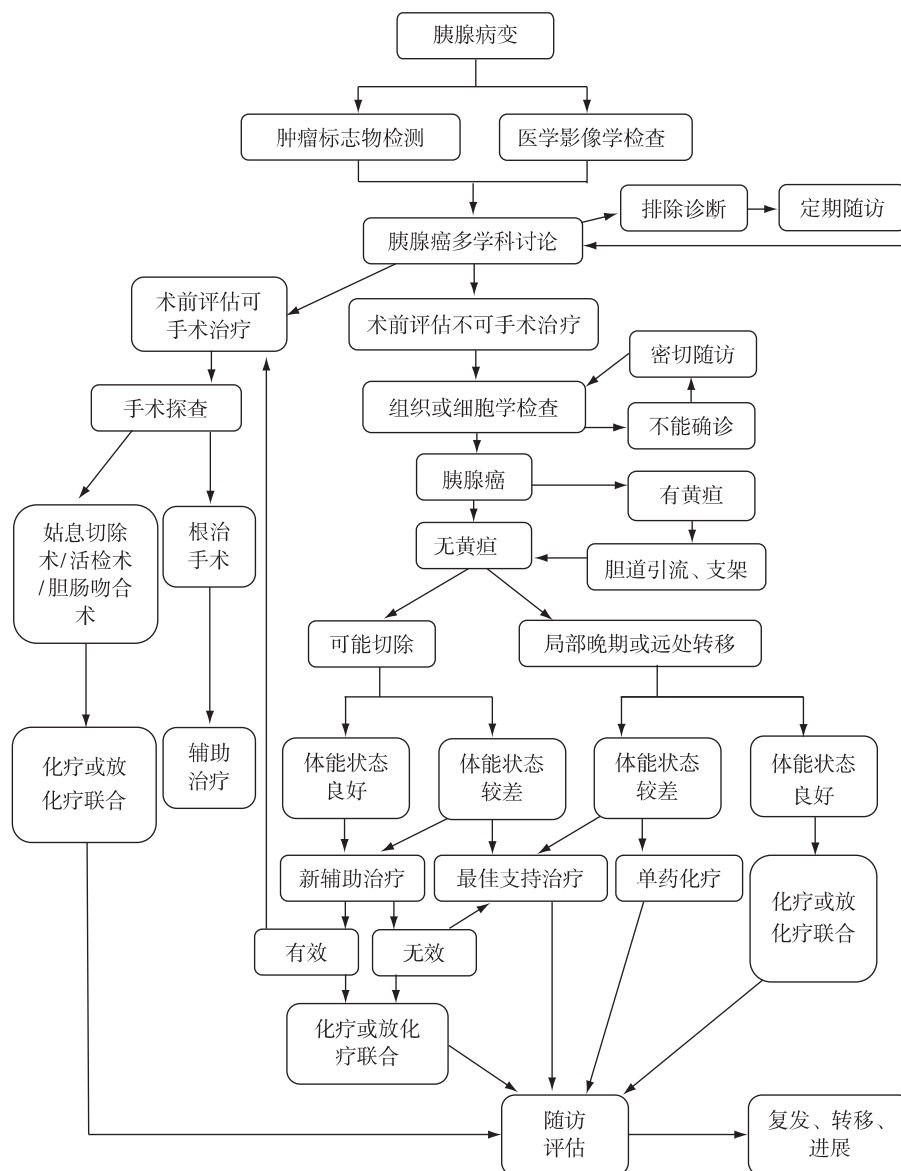 胰腺病变
肿瘤标志物检测
医学影像学检查
排除诊断
定期随访
胰腺癌多学科讨论
术前评估可
手术治疗
术前评估不可手术治疗
密切随访
手术探查
组织或细胞学检查
不能确诊
胰腺癌
有黄疸
姑息切除
术/活检术
/胆肠吻合
术
根治
手术
无黄疸
胆道引流、支架
可能切除
局部晚期或远处转移
化疗或放
化疗联合
辅助
治疗
体能状态
良好
体能状态
较差
体能状态
较差
体能状态
良好
新辅助治疗
最佳支持治疗
单药化疗
化疗或放
化疗联合
有效
无效
化疗或放化
疗联合
随访
评估
复发、转移、
进展